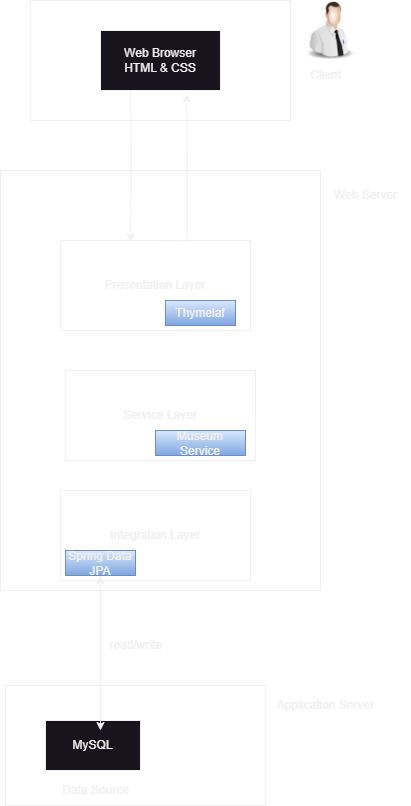 Web Browser
HTML & CSS
Client
Web Server
Presentation Layer
Thymelaf
Service Layer
Museum
Service
Integration Layer
Spring Data
JPA
read/write
Application Server
MySQL
Data Source